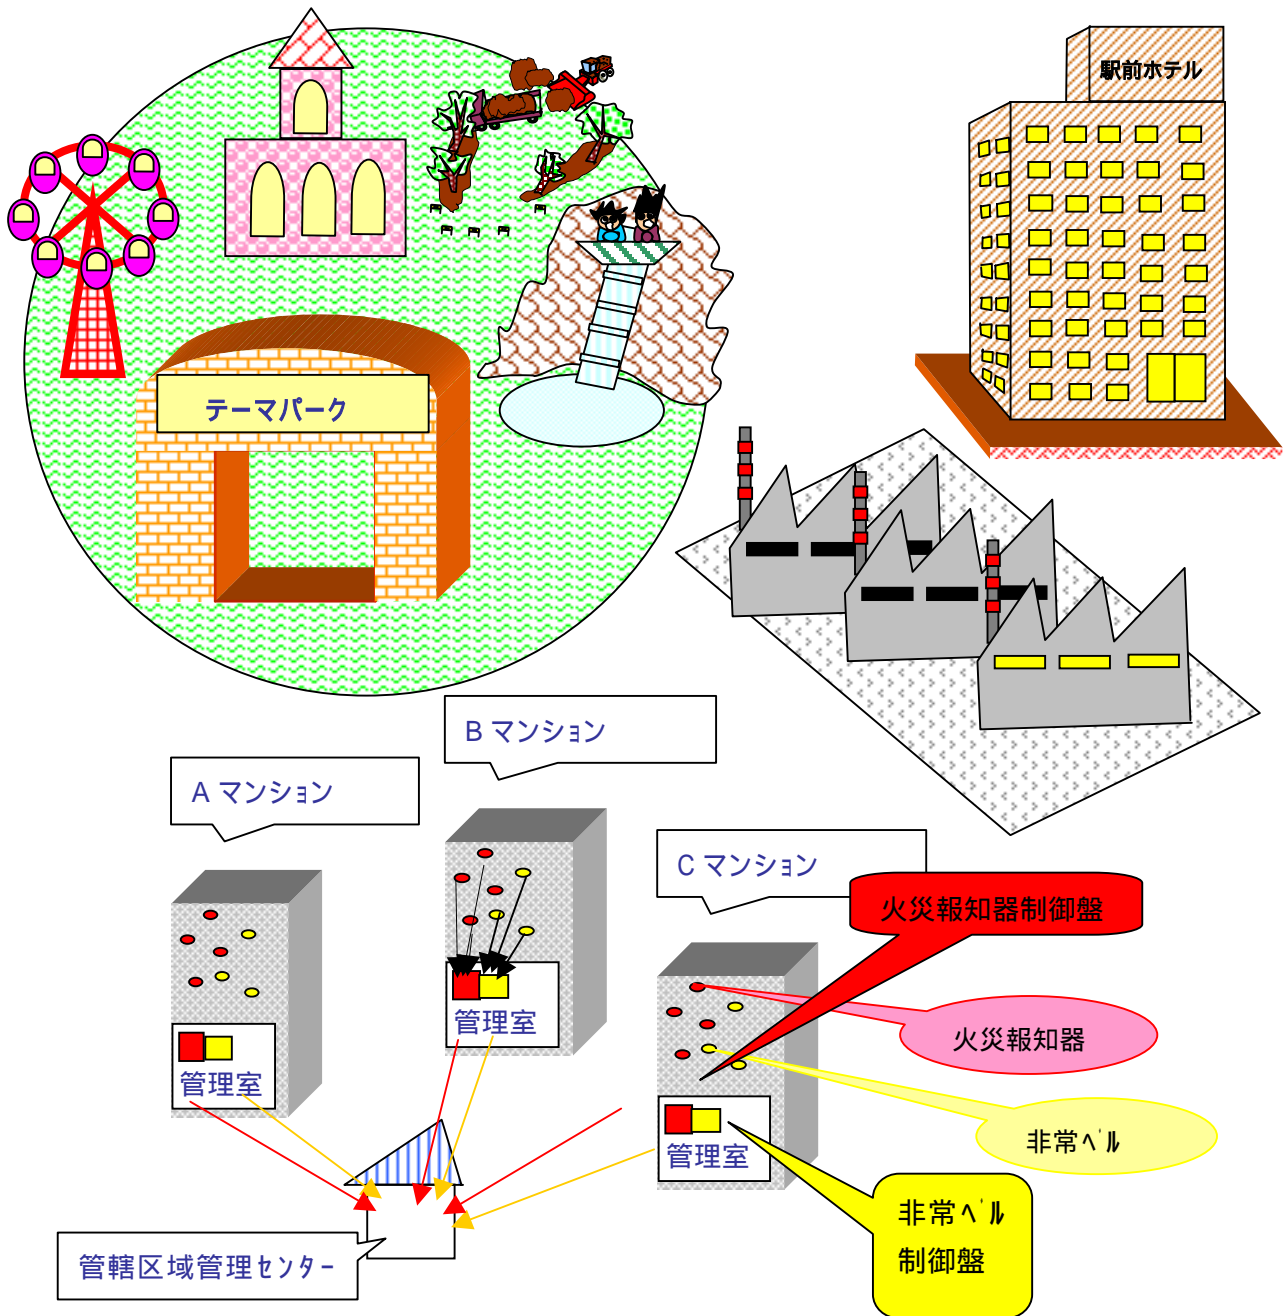 駅前ホテル
テーマパーク
B マンション
A マンション
C マンション
火災報知器制御盤
火災報知器
非常ベル
非常ベル
制御盤
管理室
管理室
管理室
管轄区域管理センター